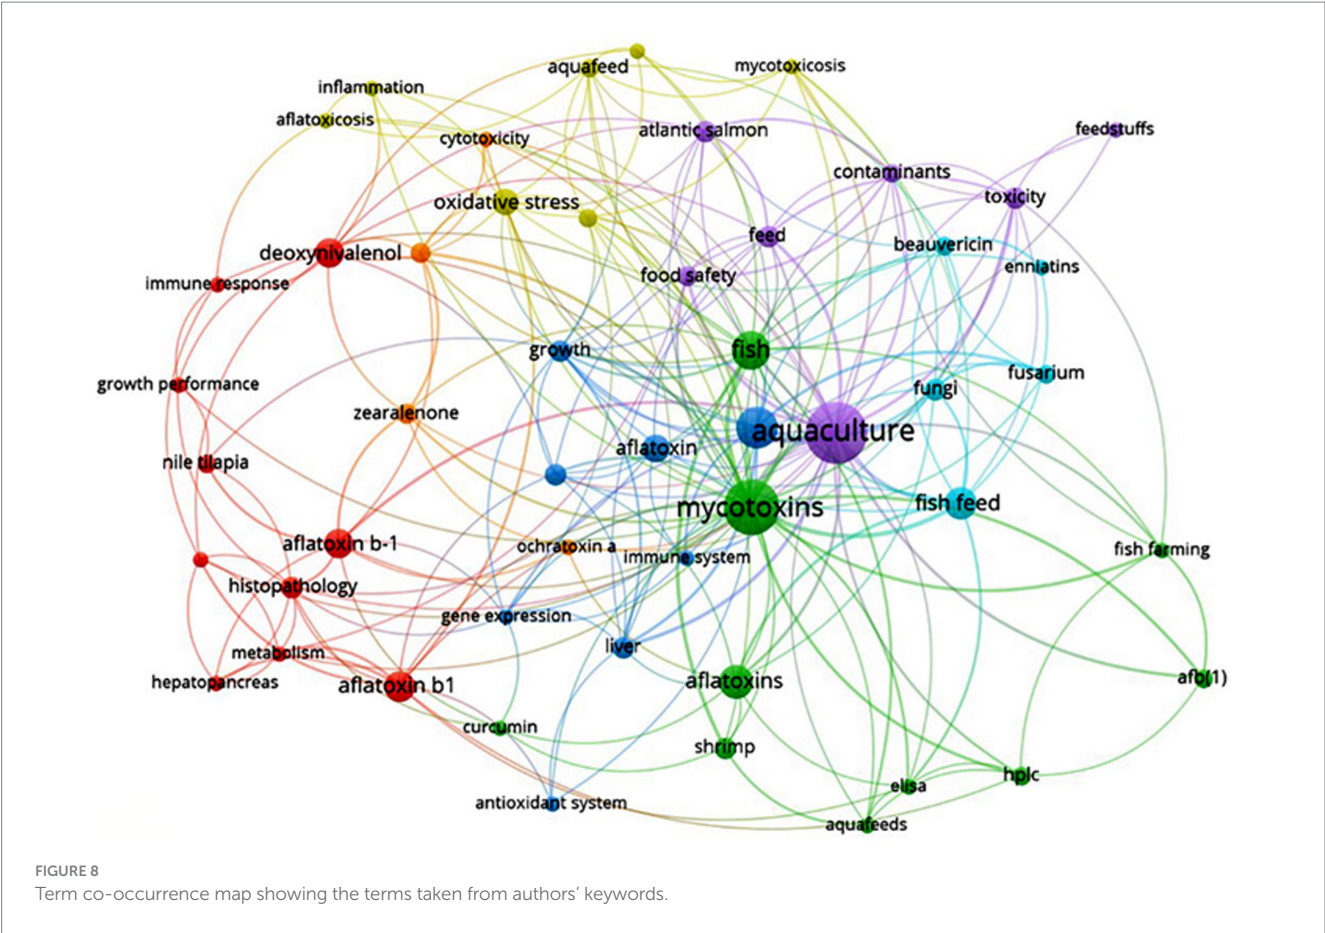 aquafeed
mycotoxicosis
inflammation
aflatoxicosis
cytotoxicity
atlantic salmon
feedstuffs
contaminants
toxicity
oxidative stress
feed
beauvericin
deoxynivalenol
enniatins
food safety
immune response
growth
fish
fusarium
growth performance
fungi
zearalenone
aquaculture
aflatoxin
nile tilapia
mycotoxins
fish feed
aflatoxin b-1
ochratoxin a
immune system
fish farming
histopathology
gene expression
liver
metabolism
hepatopancreas
aflatoxin b1
aflatoxins
afb(1)
curcumin
shrimp
hplc
elisa
antioxidant system
aquafeeds
FIGURE 8
Term co-occurrence map showing the terms taken from authors’ keywords.